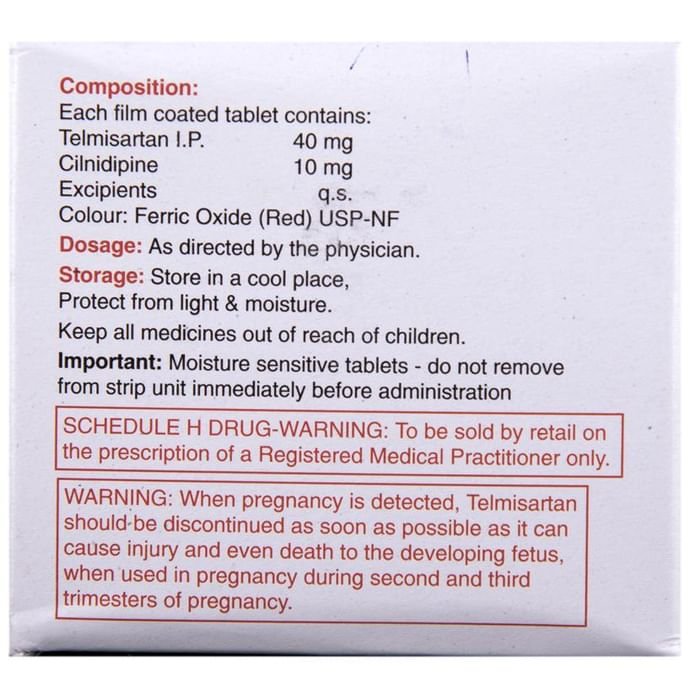 Composition:
Each film coated tablet contains:
Telmisartan I.P. 40 mg
Cilnidipine 10 mg
Excipients q.s.
Colour: Ferric Oxide (Red) USP-NF
Dosage: As directed by the physician.
Storage: Store in a cool place,
Protect from light & moisture.
Keep all medicines out of reach of children.
Important: Moisture sensitive tablets - do not remove
from strip unit immediately before administration
SCHEDULE H DRUG-WARNING: To be sold by retail on
the prescription of a Registered Medical Practitioner only.
WARNING: When pregnancy is detected, Telmisartan
should be discontinued as soon as possible as it can
cause injury and even death to the developing fetus,
when used in pregnancy during second and third
trimesters of pregnancy.